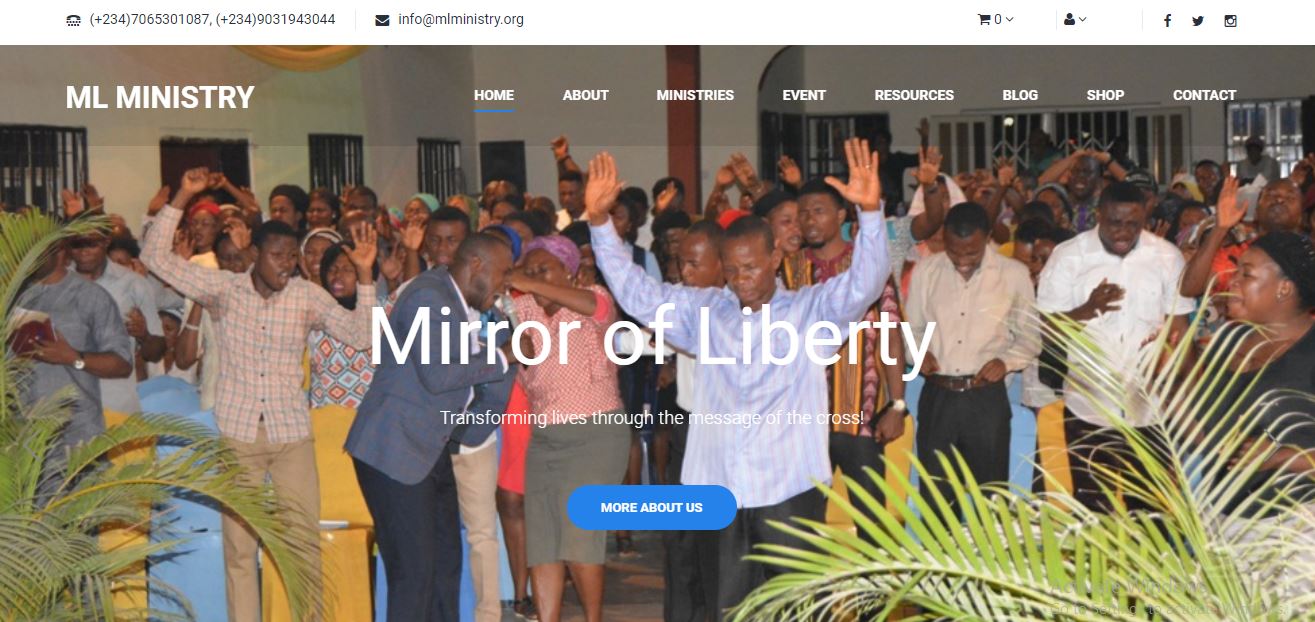 (+234)7065301087, (+234)9031943044
info@mlministry.org
0
ML MINISTRY
HOME
ABOUT
MINISTRIES
EVENT
RESOURCES
BLOG
SHOP
CONTACT
Mirror of Liberty
Transforming lives through the message of the cross!
MORE ABOUT US
Activate Windows
Go to Settings to activate Windows.